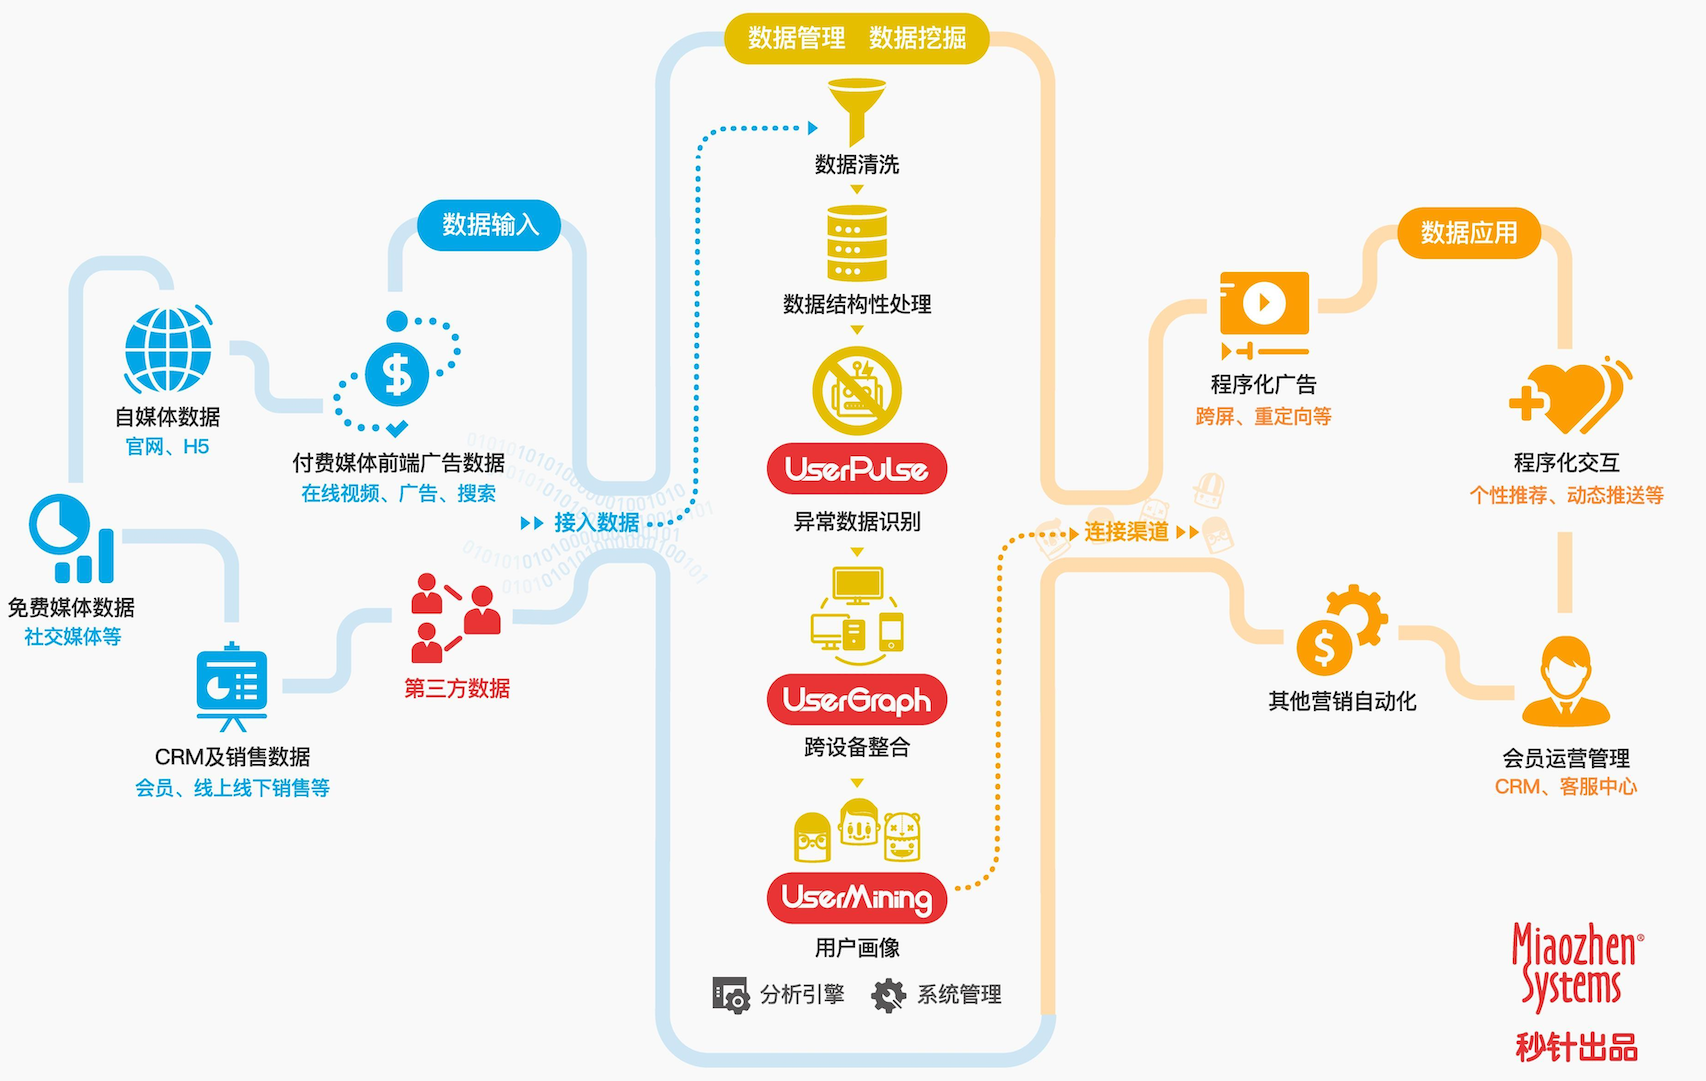 数据管理 数据挖掘
数据清洗
数据结构性处理
UserPulse
异常数据识别
UserGraph
跨设备整合
UserMining
用户画像
分析引擎
系统管理
数据输入
自媒体数据
官网、H5
付费媒体前端广告数据
在线视频、广告、搜索
接入数据
免费媒体数据
社交媒体等
CRM及销售数据
会员、线上线下销售等
第三方数据
数据应用
程序化广告
跨屏、重定向等
程序化交互
个性推荐、动态推送等
连接渠道
其他营销自动化
会员运营管理
CRM、客服中心
Miaozhen®
Systems
秒针出品